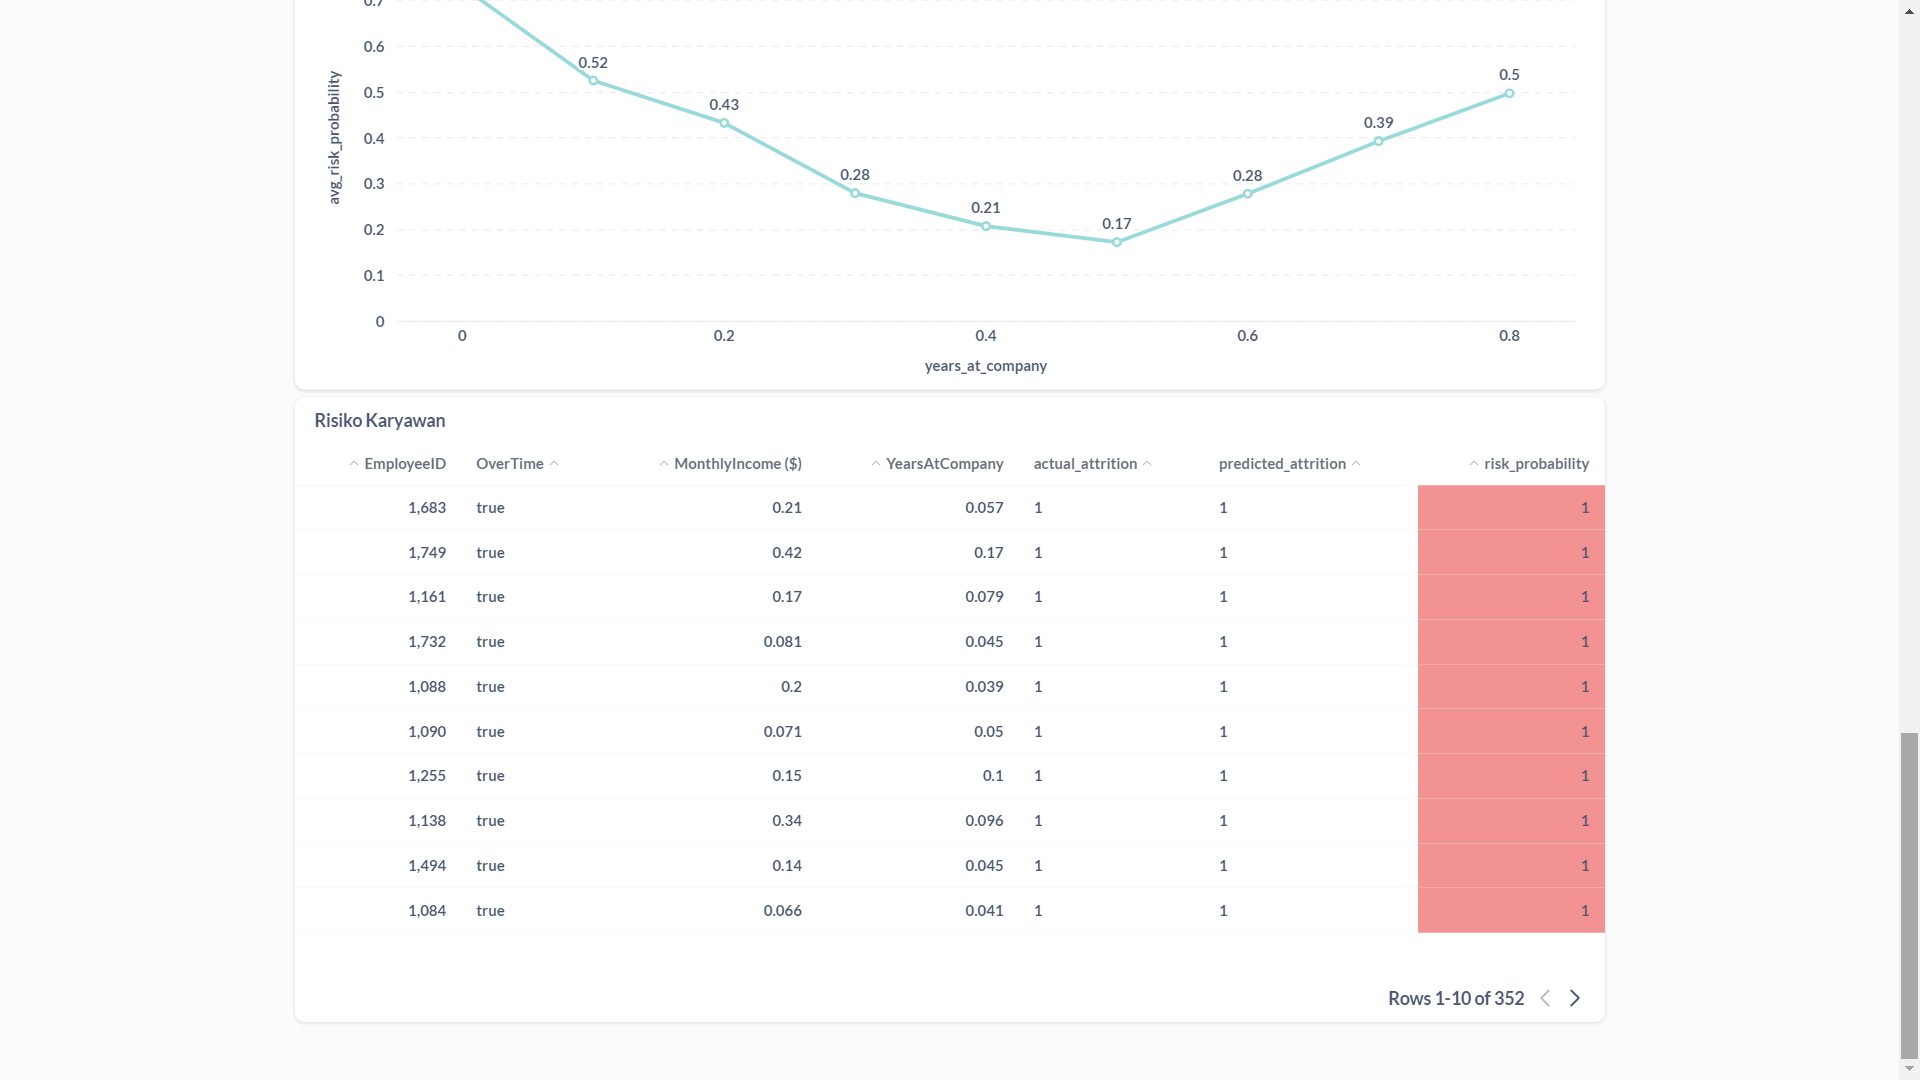 0.7
0.6
0.5
0.4
0.3
0.2
0.1
0
avg_risk_probability
0.52
0.43
0.28
0.21
0.17
0.28
0.39
0.5
0 0.2 0.4 0.6 0.8
years_at_company
Risiko Karyawan
EmployeeID OverTime MonthlyIncome ($) YearsAtCompany actual_attrition predicted_attrition risk_probability
1,683 true 0.21 0.057 1 1 1
1,749 true 0.42 0.17 1 1 1
1,161 true 0.17 0.079 1 1 1
1,732 true 0.081 0.045 1 1 1
1,088 true 0.2 0.039 1 1 1
1,090 true 0.071 0.05 1 1 1
1,255 true 0.15 0.1 1 1 1
1,138 true 0.34 0.096 1 1 1
1,494 true 0.14 0.045 1 1 1
1,084 true 0.066 0.041 1 1 1
Rows 1-10 of 352